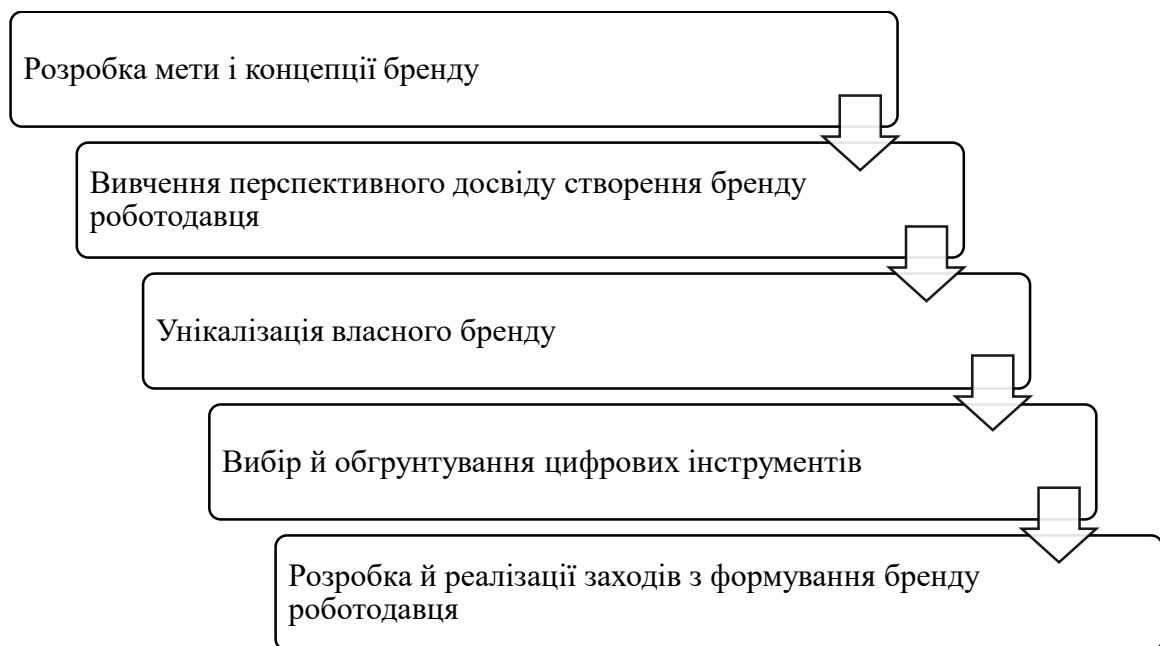 Розробка мети і концепції бренду
Вивчення перспективного досвіду створення бренду
роботодавця
Унікалізація власного бренду
Вибір й обгрунтування цифрових інструментів
Розробка й реалізації заходів з формування бренду
роботодавця